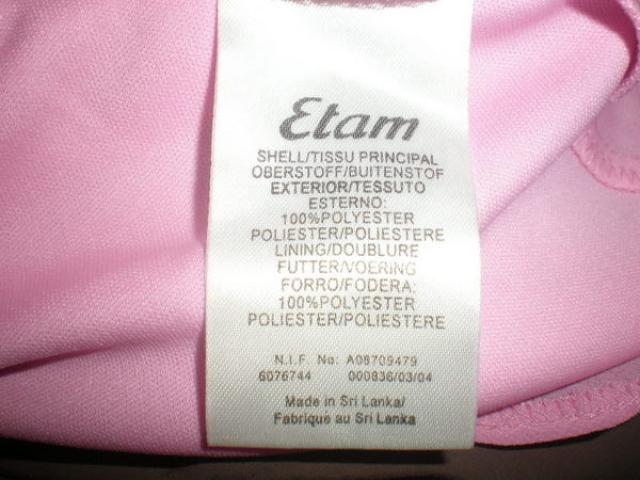 Etam
SHELL/TISSU PRINCIPAL
OBERSTOFF/BUITENSTOF
EXTERIOR/TESSUTO
ESTERNO:
100%POLYESTER
POLIESTER/POLIESTERE
LINING/DOUBLURE
FUTTER/VOERING
FORRO/FODERA:
100%POLYESTER
POLIESTER/POLIESTERE
N.I.F. No: A08709479
6076744 000836/03/04
Made in Sri Lanka/
Fabrique au Sri Lanka